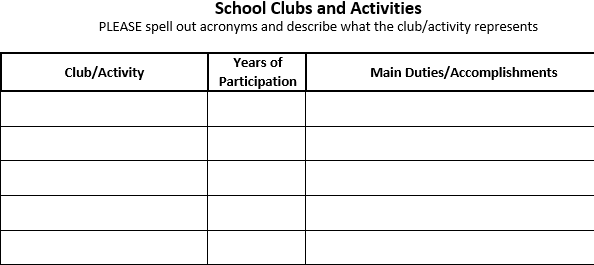 School Clubs and Activities
PLEASE spell out acronyms and describe what the club/activity represents
Club/Activity
Years of
Participation
Main Duties/Accomplishments